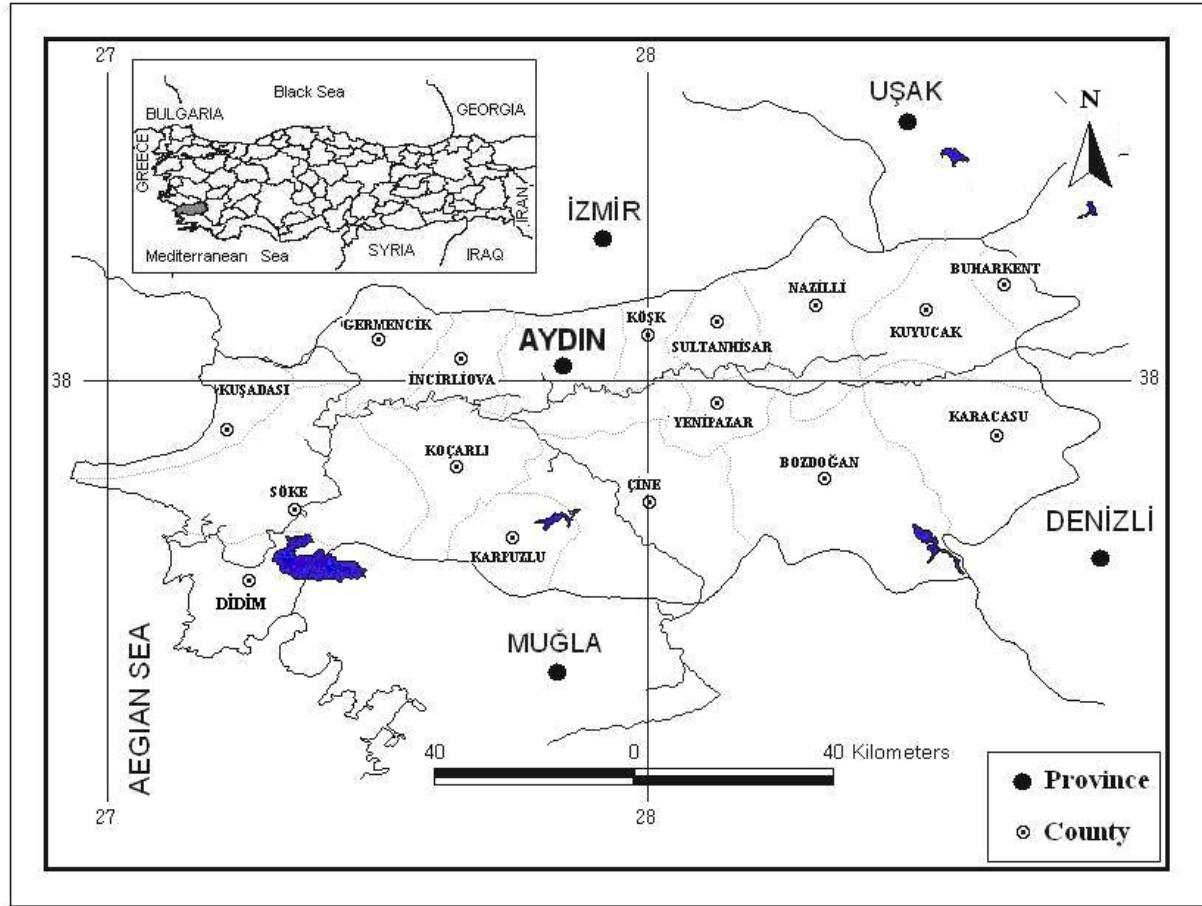 27
28
Black Sea
BULGARIA
GEORGIA
GREECE
IRAN
Mediterranean Sea
SYRIA
IRAQ
UŞAK
N
İZMİR
BUHARKENT
NAZİLLİ
KUYUCAK
GERMENCİK
KÖŞK
SULTANHİSAR
AYDIN
İNCİRLİOVA
38
38
KUŞADASI
YENİPAZAR
KARACASU
KOÇARLI
BOZDOĞAN
SÖKE
ÇİNE
DENİZLİ
KARPUZLU
DİDİM
MUĞLA
AEGIAN SEA
40
0
40 Kilometers
Province
County
27
28